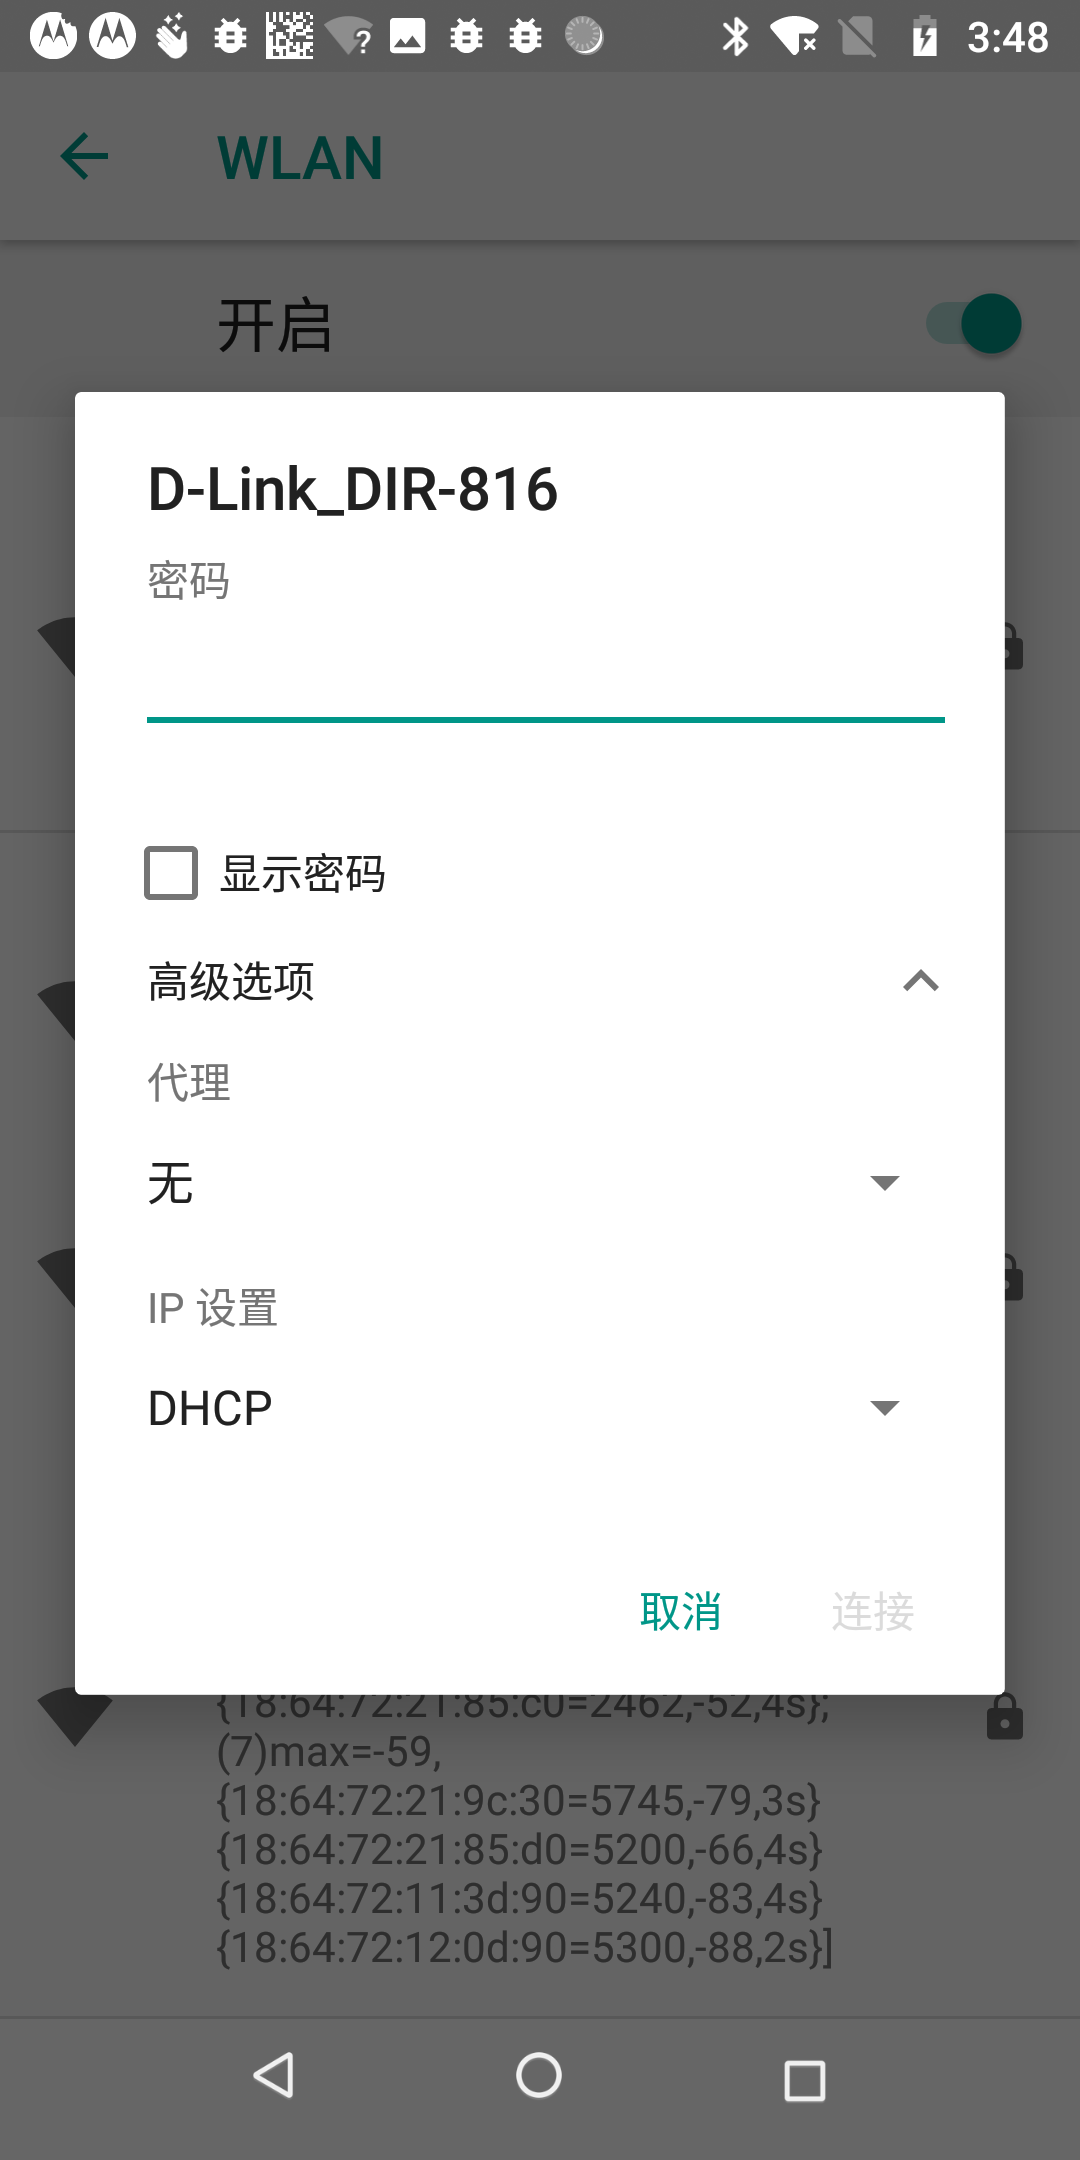 3:48
WLAN
开启
D-Link_DIR-816
密码
显示密码
高级选项
代理
无
IP 设置
DHCP
取消
连接
{18:64:72:21:85:c0=2462,-52,4s};
(7)max=-59,
{18:64:72:21:9c:30=5745,-79,3s}
{18:64:72:21:85:d0=5200,-66,4s}
{18:64:72:11:3d:90=5240,-83,4s}
{18:64:72:12:0d:90=5300,-88,2s}]